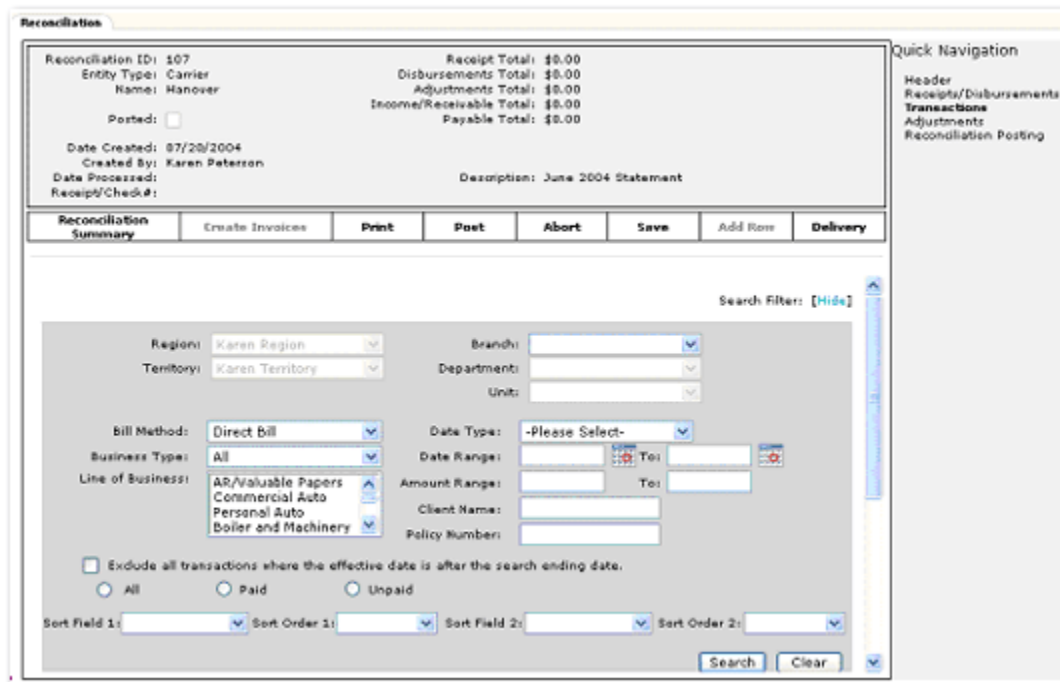 Reconciliation
Reconciliation ID: 107
Entity Type: Carrier
Name: Hanover
Posted:
Date Created: 07/20/2004
Created By: Karen Peterson
Date Processed:
Receipt/Check#:
Receipt Total: $0.00
Disbursements Total: $0.00
Adjustments Total: $0.00
Income/Receivable Total: $0.00
Payable Total: $0.00
Description: June 2004 Statement
Quick Navigation
Header
Receipts/Disbursements
Transactions
Adjustments
Reconciliation Posting
Reconciliation Summary
Create Invoices
Print
Post
Abort
Save
Add Row
Delivery
Search Filter: [Hide]
Region: Karen Region
Branch:
Territory: Karen Territory
Department:
Unit:
Bill Method: Direct Bill
Date Type: -Please Select-
Business Type: All
Date Range: To:
Line of Business: AR/Valuable Papers
Commercial Auto
Personal Auto
Boiler and Machinery
Amount Range: To:
Client Name:
Policy Number:
Exclude all transactions where the effective date is after the search ending date.
All Paid Unpaid
Sort Field 1: Sort Order 1: Sort Field 2: Sort Order 2:
Search Clear